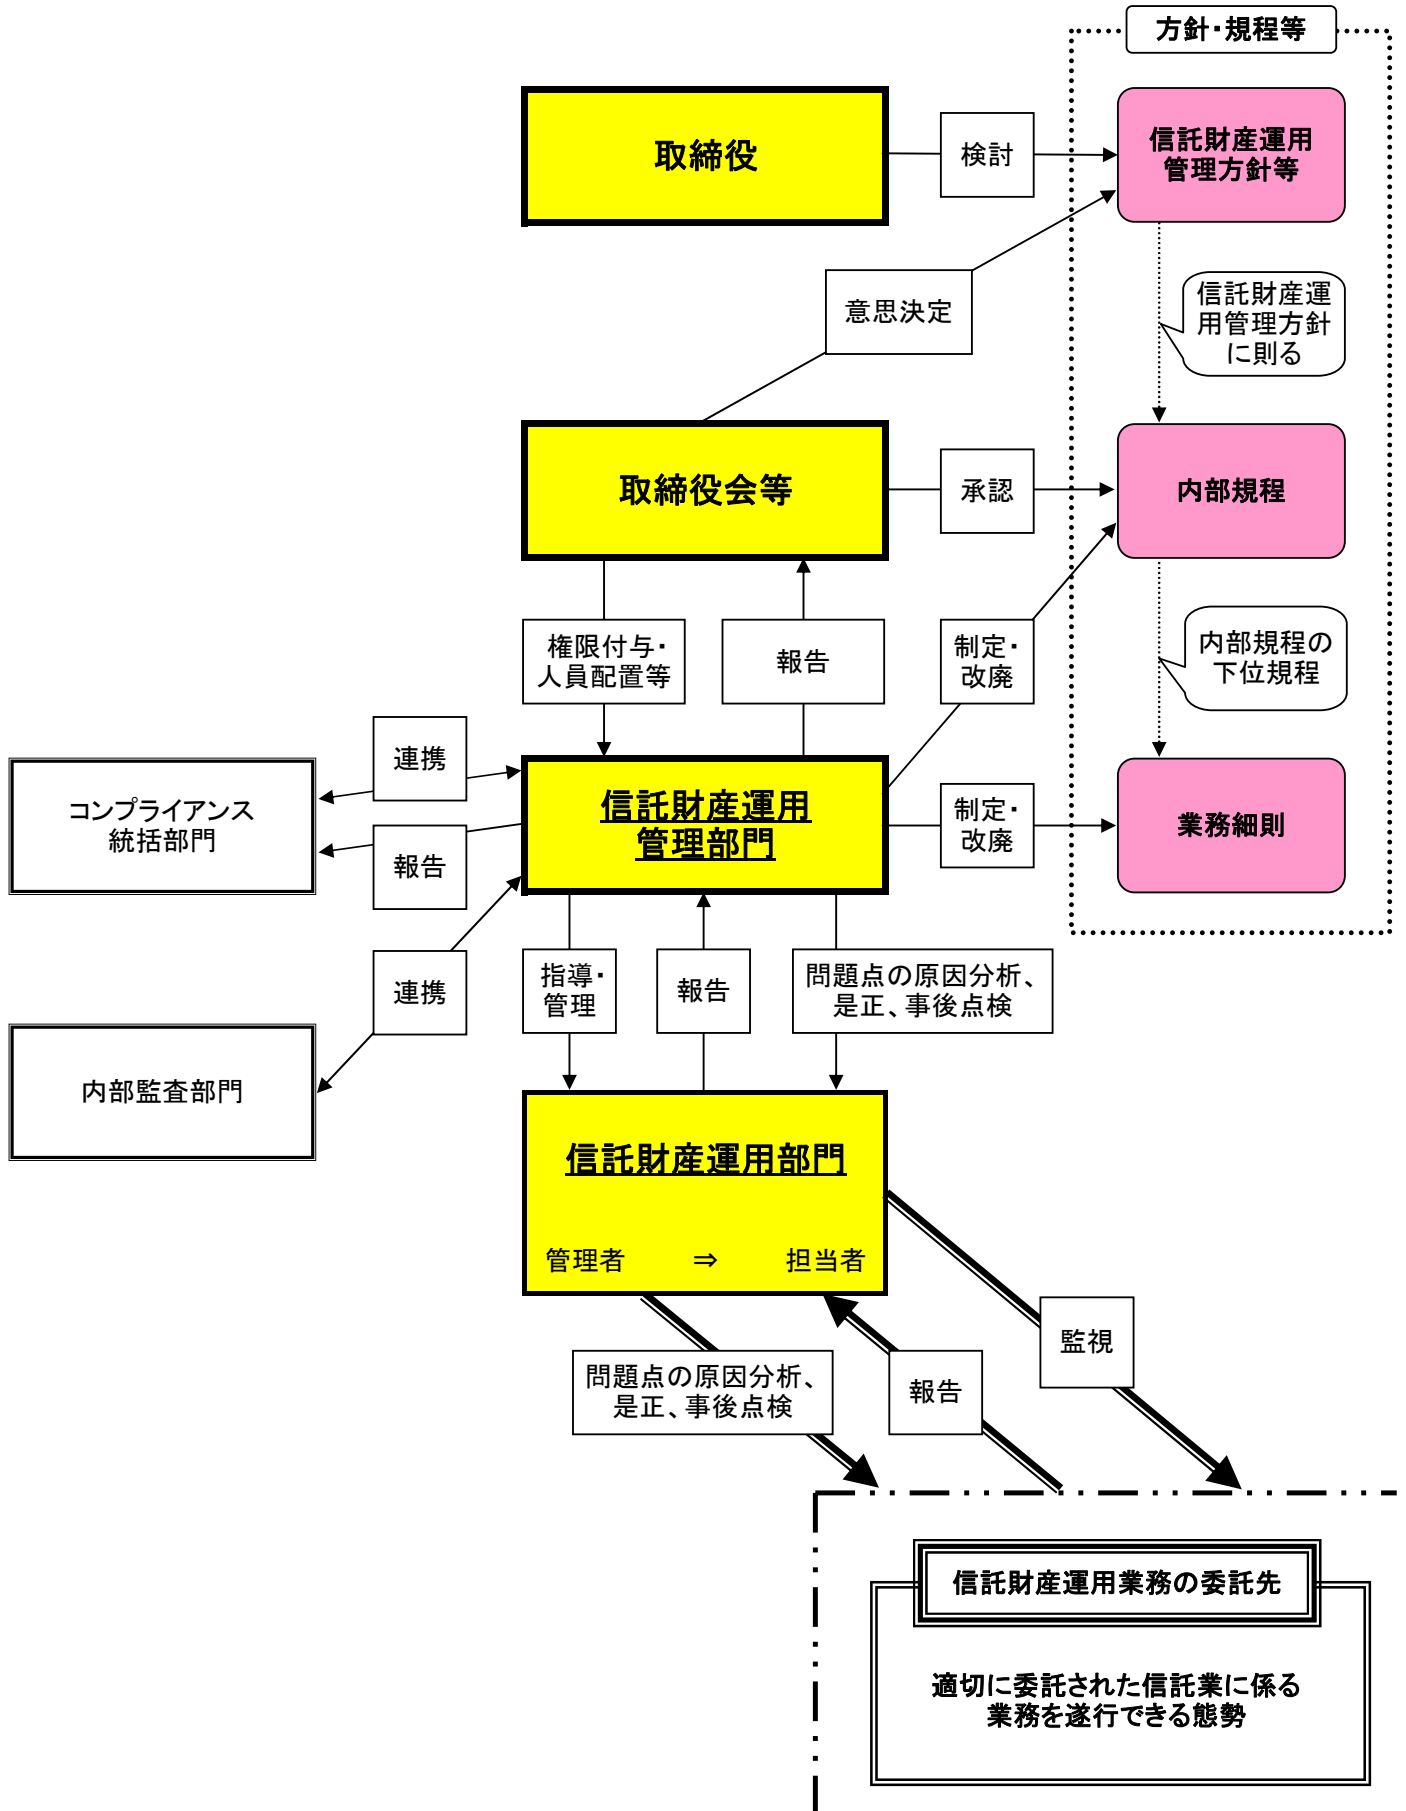 方針・規程等
取締役
検討
信託財産運用
管理方針等
意思決定
信託財産運
用管理方針
に則る
取締役会等
承認
内部規程
権限付与・
人員配置等
報告
制定・
改廃
内部規程の
下位規程
連携
コンプライアンス
統括部門
報告
信託財産運用
管理部門
制定・
改廃
業務細則
連携
指導・
管理
報告
問題点の原因分析、
是正、事後点検
内部監査部門
信託財産運用部門
管理者 ⇒ 担当者
監視
問題点の原因分析、
是正、事後点検
報告
信託財産運用業務の委託先
適切に委託された信託業に係る
業務を遂行できる態勢